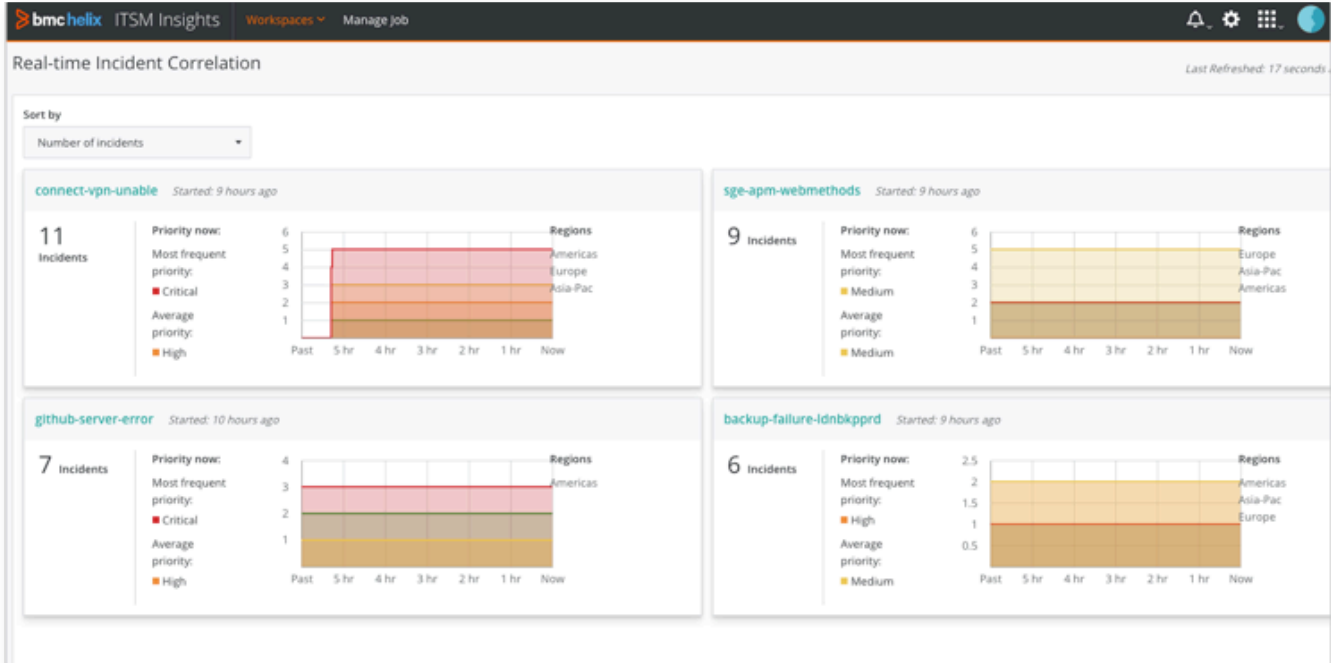 bmchelix ITSM Insights Workspaces Manage Job
Real-time Incident Correlation
Last Refreshed: 17 seconds
Sort by
Number of incidents
connect-vpn-unable Started: 9 hours ago
11
Incidents
Priority now:
Most frequent
priority:
Critical
Average
priority:
High
6
5
4
3
2
1
Past 5 hr 4 hr 3 hr 2 hr 1 hr Now
Regions
Americas
Europe
Asia-Pac
sge-apm-webmethods Started: 9 hours ago
9 Incidents
Priority now:
Most frequent
priority:
Medium
Average
priority:
Medium
6
5
4
3
2
1
Past 5 hr 4 hr 3 hr 2 hr 1 hr Now
Regions
Europe
Asia-Pac
Americas
github-server-error Started: 10 hours ago
7 Incidents
Priority now:
Most frequent
priority:
Critical
Average
priority:
High
4
3
2
1
Past 5 hr 4 hr 3 hr 2 hr 1 hr Now
Regions
Americas
backup-failure-ldnbkpprd Started: 9 hours ago
6 Incidents
Priority now:
Most frequent
priority:
High
Average
priority:
Medium
2.5
2
1.5
1
0.5
Past 5 hr 4 hr 3 hr 2 hr 1 hr Now
Regions
Americas
Asia-Pac
Europe